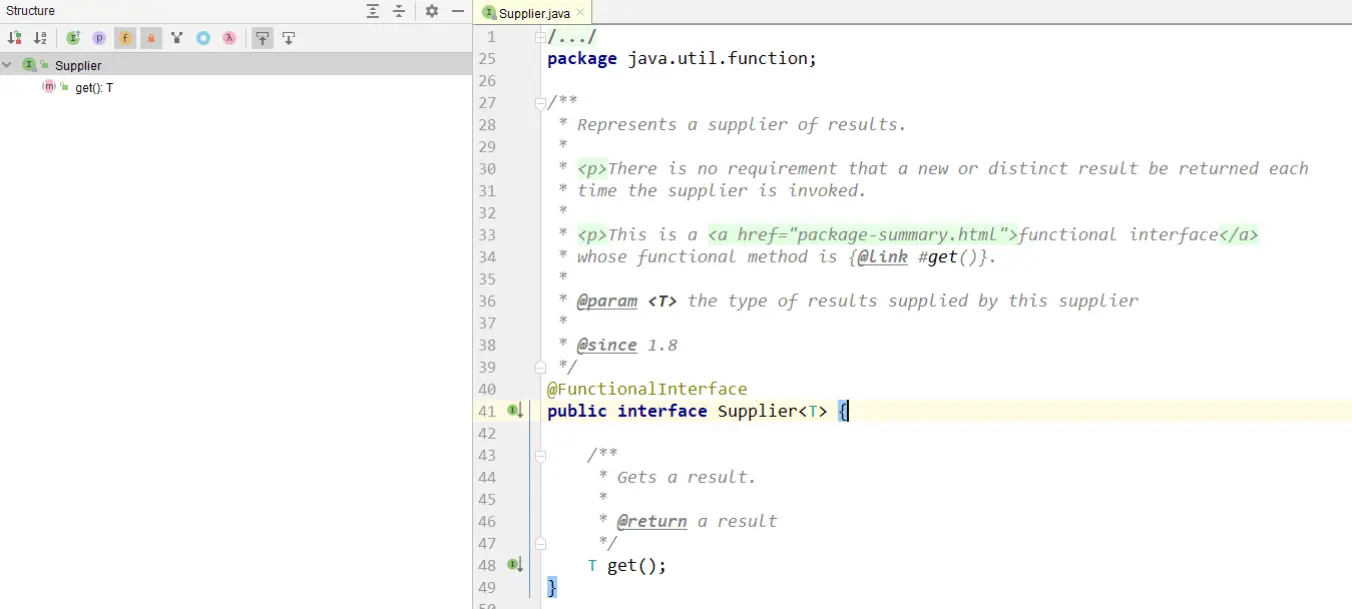 Structure
Supplier.java
Supplier
get(): T
1 /.../
25 package java.util.function;
26
27 /**
28 * Represents a supplier of results.
29 *
30 * <p>There is no requirement that a new or distinct result be returned each
31 * time the supplier is invoked.
32 *
33 * <p>This is a <a href="package-summary.html">functional interface</a>
34 * whose functional method is {@link #get()}.
35 *
36 * @param <T> the type of results supplied by this supplier
37 *
38 * @since 1.8
39 */
40 @FunctionalInterface
41 public interface Supplier<T> {
42
43 /**
44 * Gets a result.
45 *
46 * @return a result
47 */
48 T get();
49 }
50